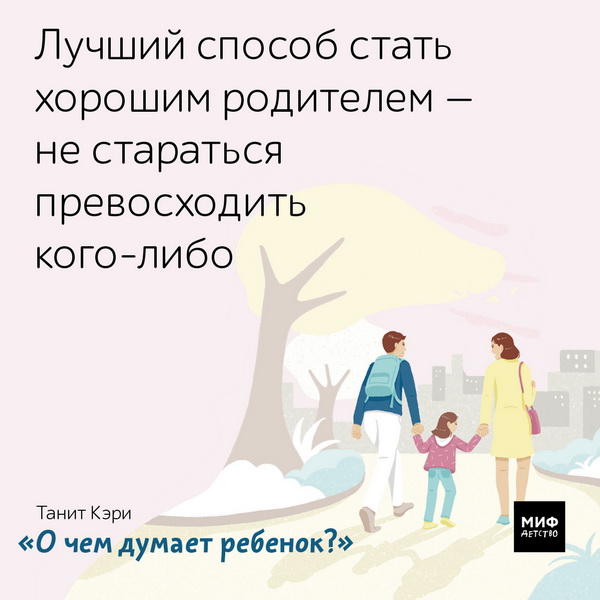 Лучший способ стать
хорошим родителем –
не стараться
превосходить
кого-либо
Танит Кэри
«О чем думает ребенок?»
МИФ
ДЕТСТВО